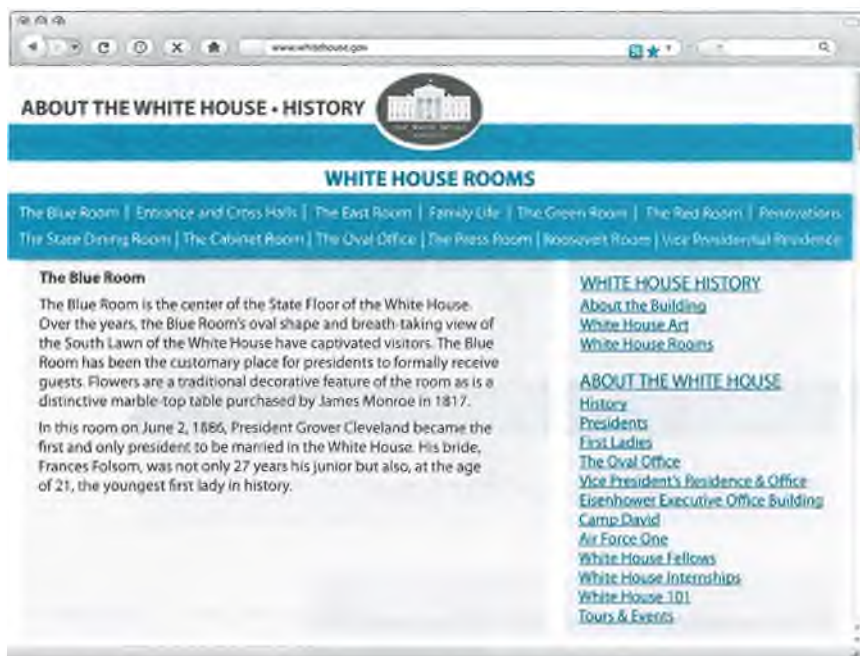 www.whitehouse.gov
ABOUT THE WHITE HOUSE • HISTORY
THE WHITE HOUSE
WHITE HOUSE ROOMS
The Blue Room | Entrance and Cross Halls | The East Room | Family Life | The Green Room | The Red Room | Renovations
The State Dining Room | The Cabinet Room | The Oval Office | The Press Room | Roosevelt Room | Vice Presidential Residence
The Blue Room
The Blue Room is the center of the State Floor of the White House.
Over the years, the Blue Room's oval shape and breath-taking view of
the South Lawn of the White House have captivated visitors. The Blue
Room has been the customary place for presidents to formally receive
guests. Flowers are a traditional decorative feature of the room as is a
distinctive marble-top table purchased by James Monroe in 1817.
In this room on June 2, 1886, President Grover Cleveland became the
first and only president to be married in the White House. His bride,
Frances Folsom, was not only 27 years his junior but also, at the age
of 21, the youngest first lady in history.
WHITE HOUSE HISTORY
About the Building
White House Art
White House Rooms
ABOUT THE WHITE HOUSE
History
Presidents
First Ladies
The Oval Office
Vice President's Residence & Office
Eisenhower Executive Office Building
Camp David
Air Force One
White House Fellows
White House Internships
White House 101
Tours & Events